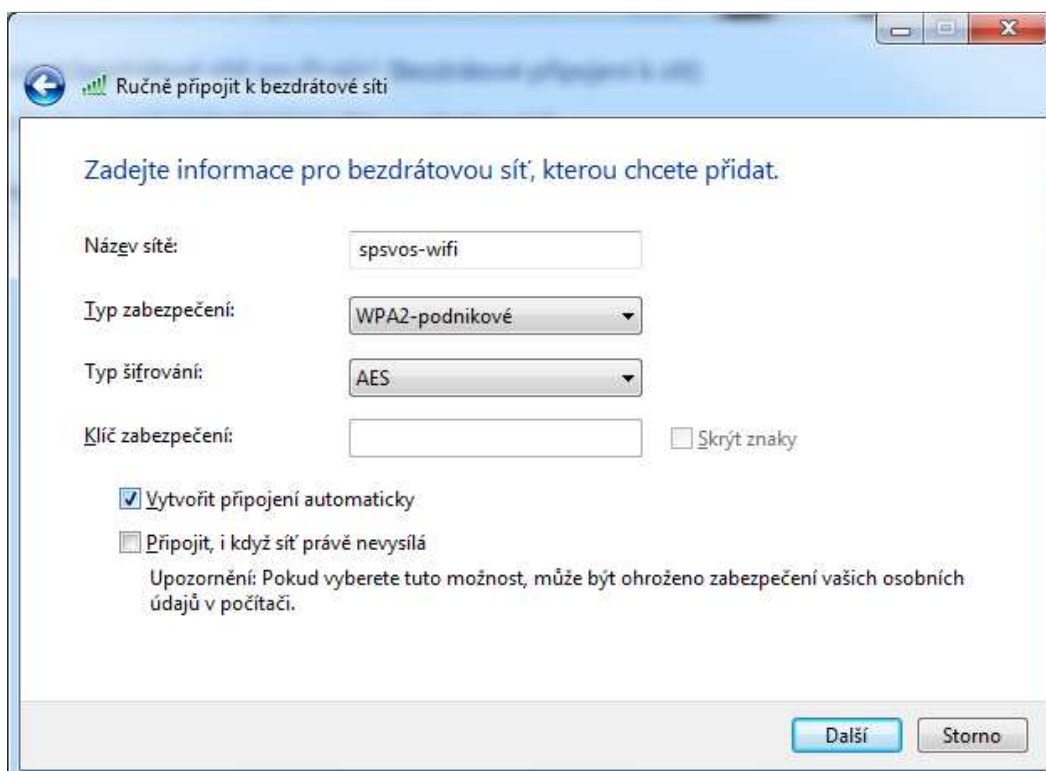 Ručně připojit k bezdrátové síti
Zadejte informace pro bezdrátovou síť, kterou chcete přidat.
Název sítě:
spsvos-wifi
Typ zabezpečení:
WPA2-podnikové
Typ šifrování:
AES
Klíč zabezpečení:
Skrýt znaky
Vytvořit připojení automaticky
Připojit, i když síť právě nevysílá
Upozornění: Pokud vyberete tuto možnost, může být ohroženo zabezpečení vašich osobních
údajů v počítači.
Další
Storno